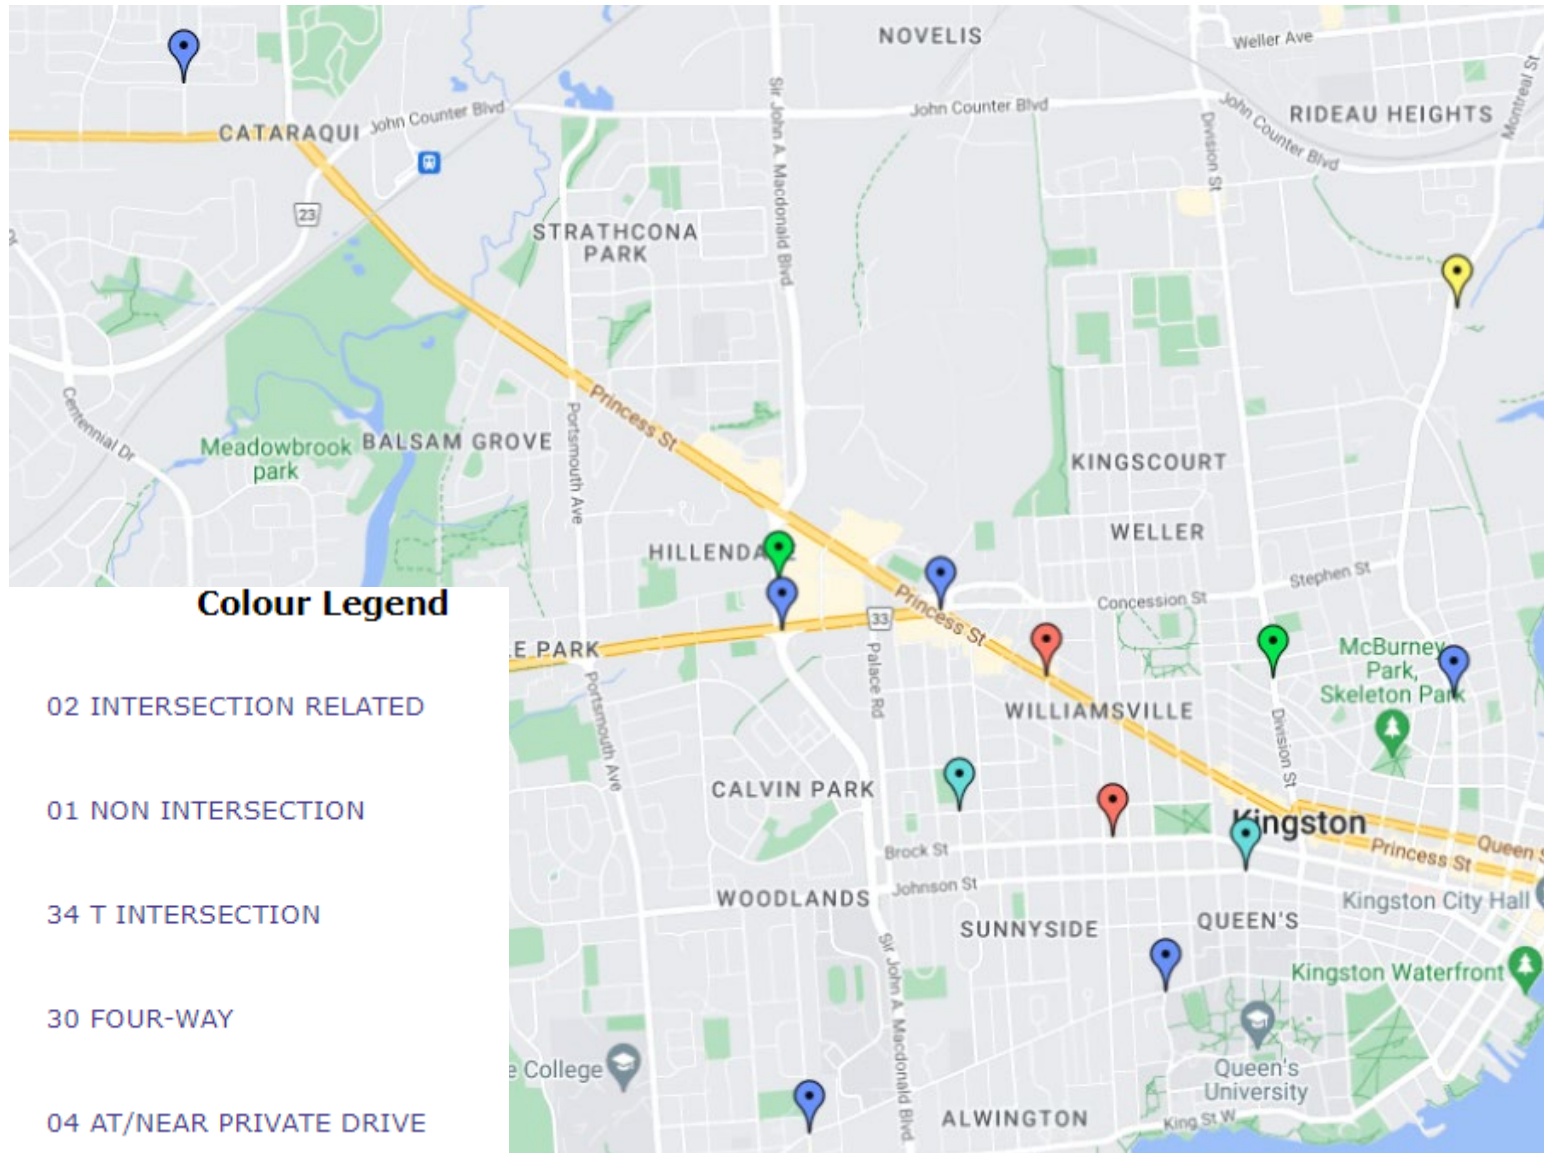 NOVELIS
Weller Ave
Montreal St
John Counter Blvd
CATARAQUI
John Counter Blvd
Sir John A. Macdonald Blvd
Division St
RIDEAU HEIGHTS
John Counter Blvd
23
STRATHCONA
PARK
Princess St
Centennial Dr
Meadowbrook
park
BALSAM GROVE
Portsmouth Ave
KINGSCOURT
WELLER
HILLENDALE
Stephen St
Concession St
33
Princess St
LE PARK
Palace Rd
McBurney
Park,
Skeleton Park
WILLIAMSVILLE
Portsmouth Ave
Division St
CALVIN PARK
Kingston
Brock St
Princess St
Queen S
Johnson St
WOODLANDS
Kingston City Hall
SUNNYSIDE
QUEEN'S
Sir John A. Macdonald Blvd
Kingston Waterfront
e College
Queen's
University
ALWINGTON
King St W
Colour Legend
02 INTERSECTION RELATED
01 NON INTERSECTION
34 T INTERSECTION
30 FOUR-WAY
04 AT/NEAR PRIVATE DRIVE